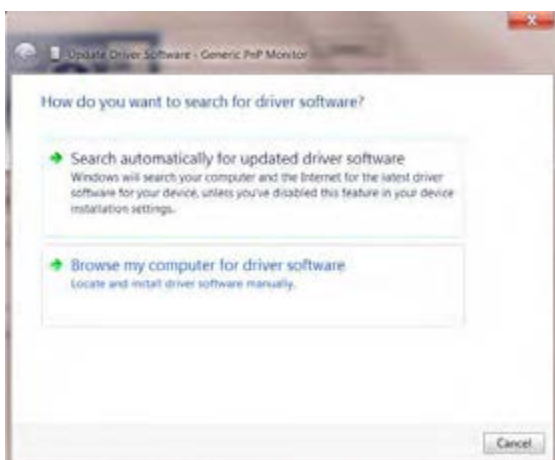 Update Driver Software - Generic PnP Monitor
How do you want to search for driver software?
Search automatically for updated driver software
Windows will search your computer and the Internet for the latest driver
software for your device, unless you've disabled this feature in your device
installation settings.
Browse my computer for driver software
Locate and install driver software manually.
Cancel